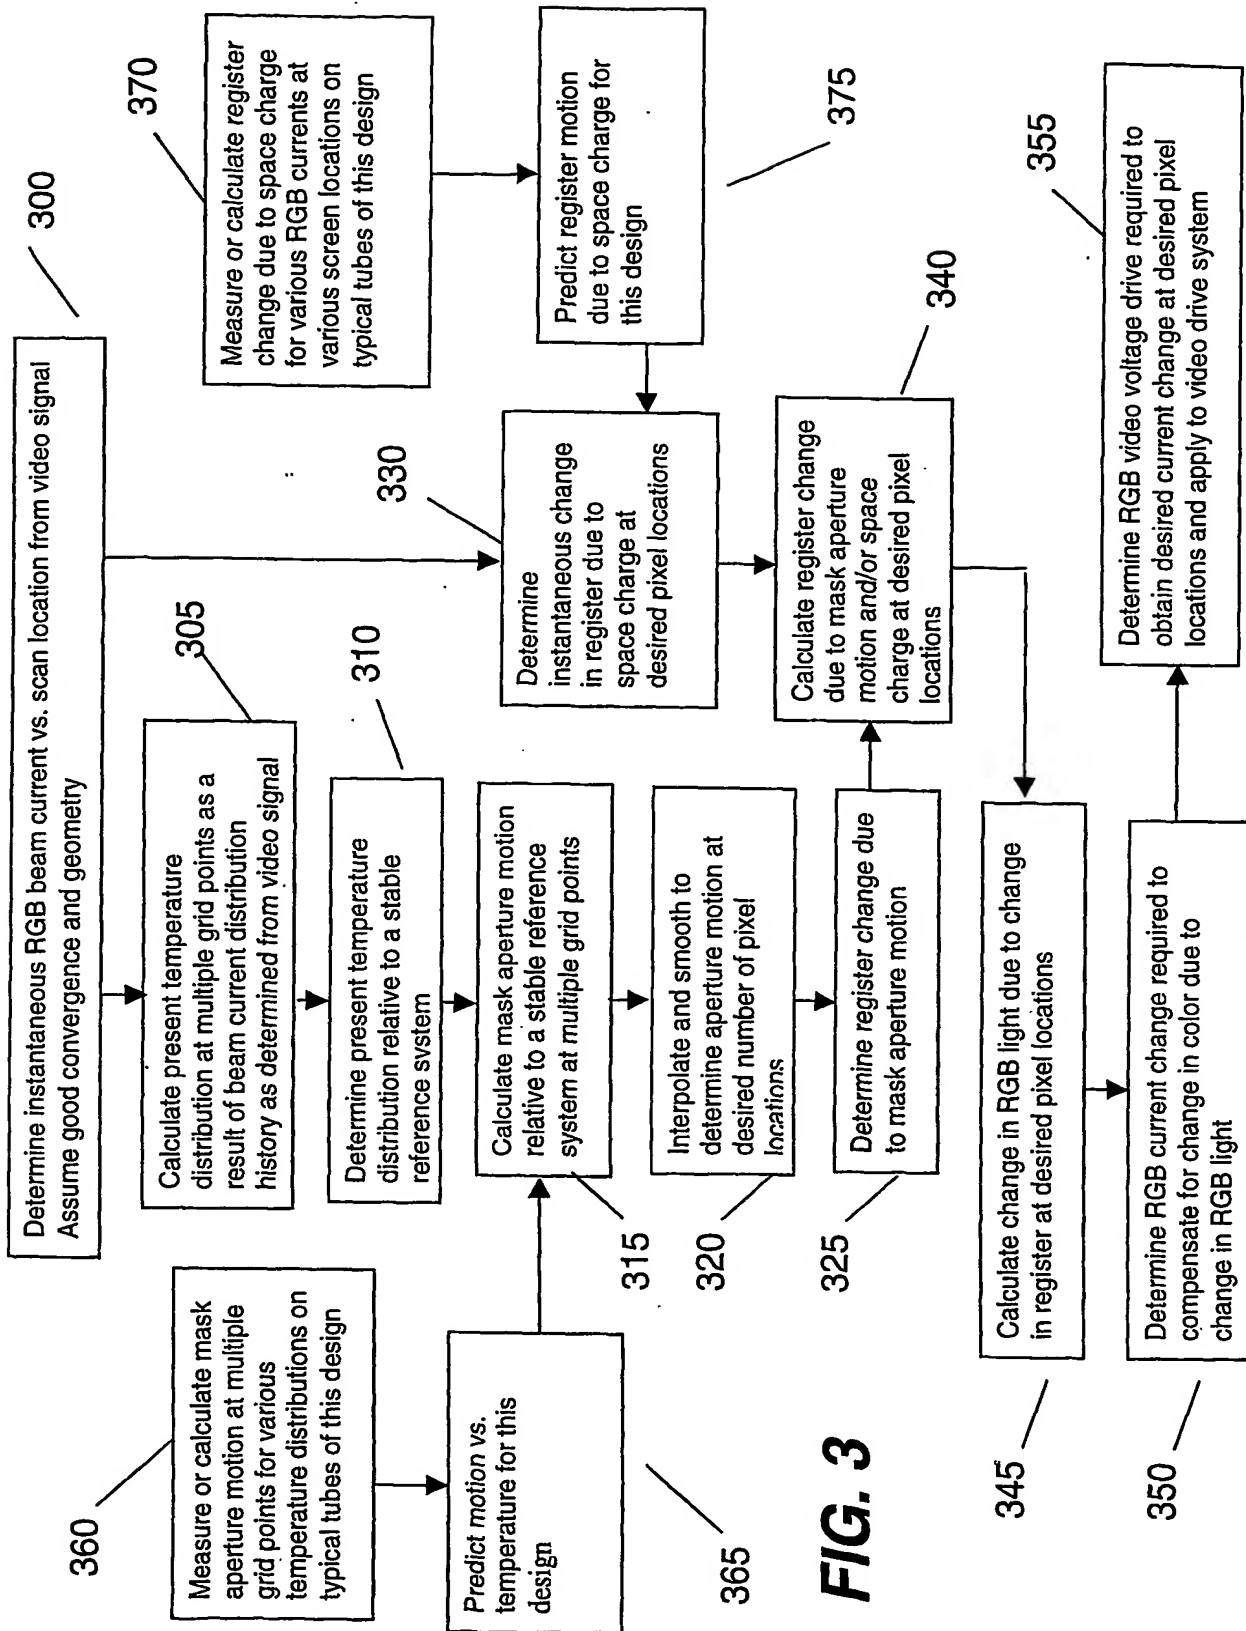 300
Determine instantaneous RGB beam current vs. scan location from video signal
Assume good convergence and geometry
305
Calculate present temperature
distribution at multiple grid points as a
result of beam current distribution
history as determined from video signal
310
Determine present temperature
distribution relative to a stable
reference system
360
Measure or calculate mask
aperture motion at multiple
grid points for various
temperature distributions on
typical tubes of this design
365
Predict motion vs.
temperature for this
design
315
Calculate mask aperture motion
relative to a stable reference
system at multiple grid points
320
Interpolate and smooth to
determine aperture motion at
desired number of pixel
locations
325
Determine register change due
to mask aperture motion
370
Measure or calculate register
change due to space charge
for various RGB currents at
various screen locations on
typical tubes of this design
375
Predict register motion
due to space charge for
this design
330
Determine
instantaneous change
in register due to
space charge at
desired pixel locations
340
Calculate register change
due to mask aperture
motion and/or space
charge at desired pixel
locations
345
Calculate change in RGB light due to change
in register at desired pixel locations
350
Determine RGB current change required to
compensate for change in color due to
change in RGB light
355
Determine RGB video voltage drive required to
obtain desired current change at desired pixel
locations and apply to video drive system
FIG. 3